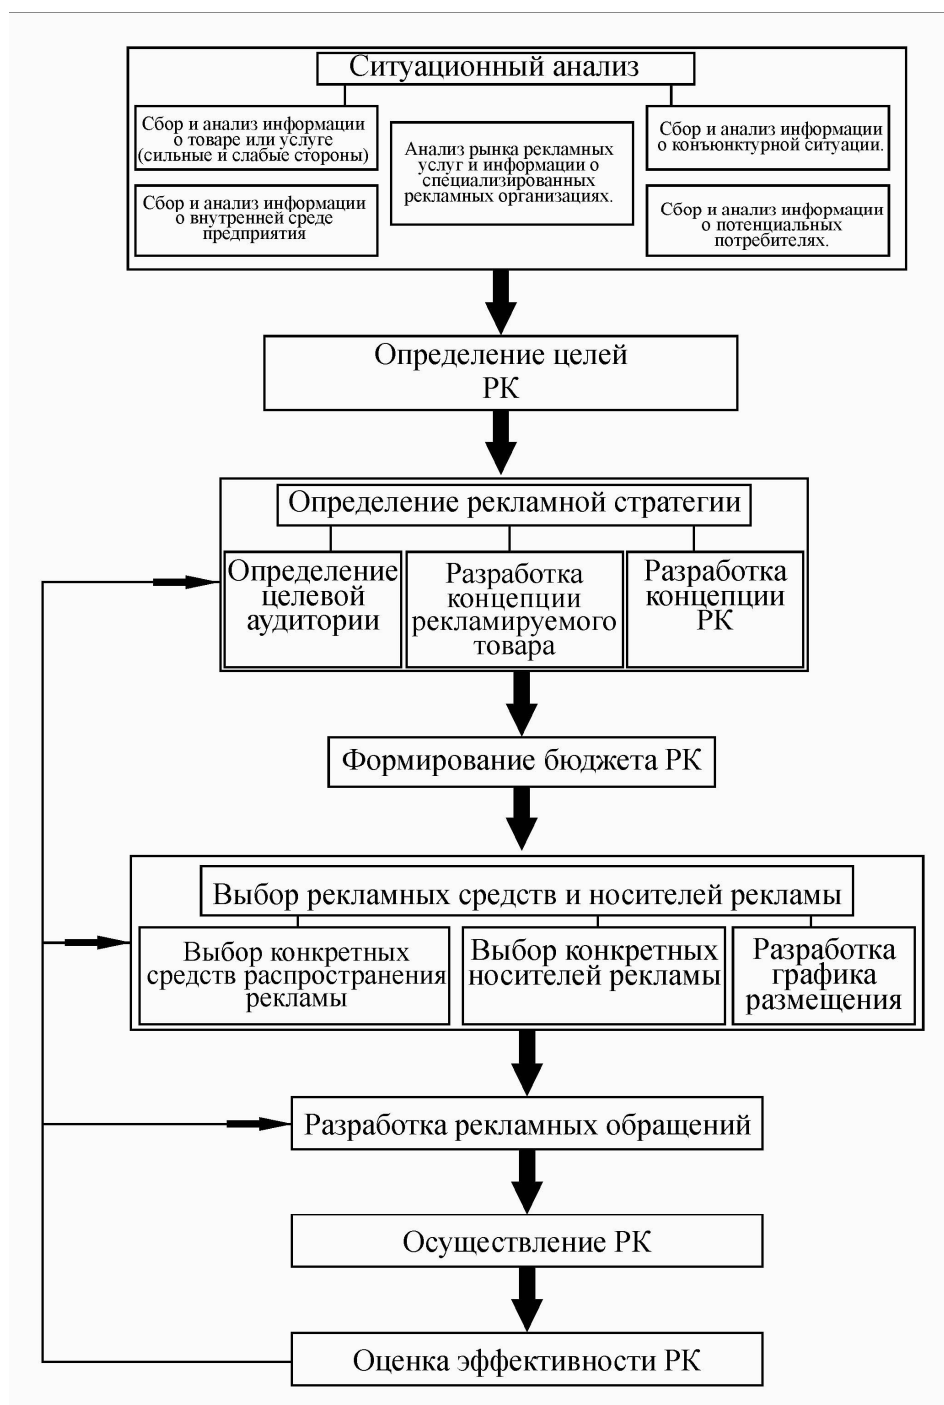 Ситуационный анализ
Сбор и анализ информации
о товаре или услуге
(сильные и слабые стороны)
Анализ рынка рекламных
услуг и информации о
специализированных
рекламных организациях.
Сбор и анализ информации
о конъюнктурной ситуации.
Сбор и анализ информации
о внутренней среде
предприятия
Сбор и анализ информации
о потенциальных
потребителях.
Определение целей
РК
Определение рекламной стратегии
Определение
целевой
аудитории
Разработка
концепции
рекламируемого
товара
Разработка
концепции
РК
Формирование бюджета РК
Выбор рекламных средств и носителей рекламы
Выбор конкретных
средств распространения
рекламы
Выбор конкретных
носителей рекламы
Разработка
графика
размещения
Разработка рекламных обращений
Осуществление РК
Оценка эффективности РК